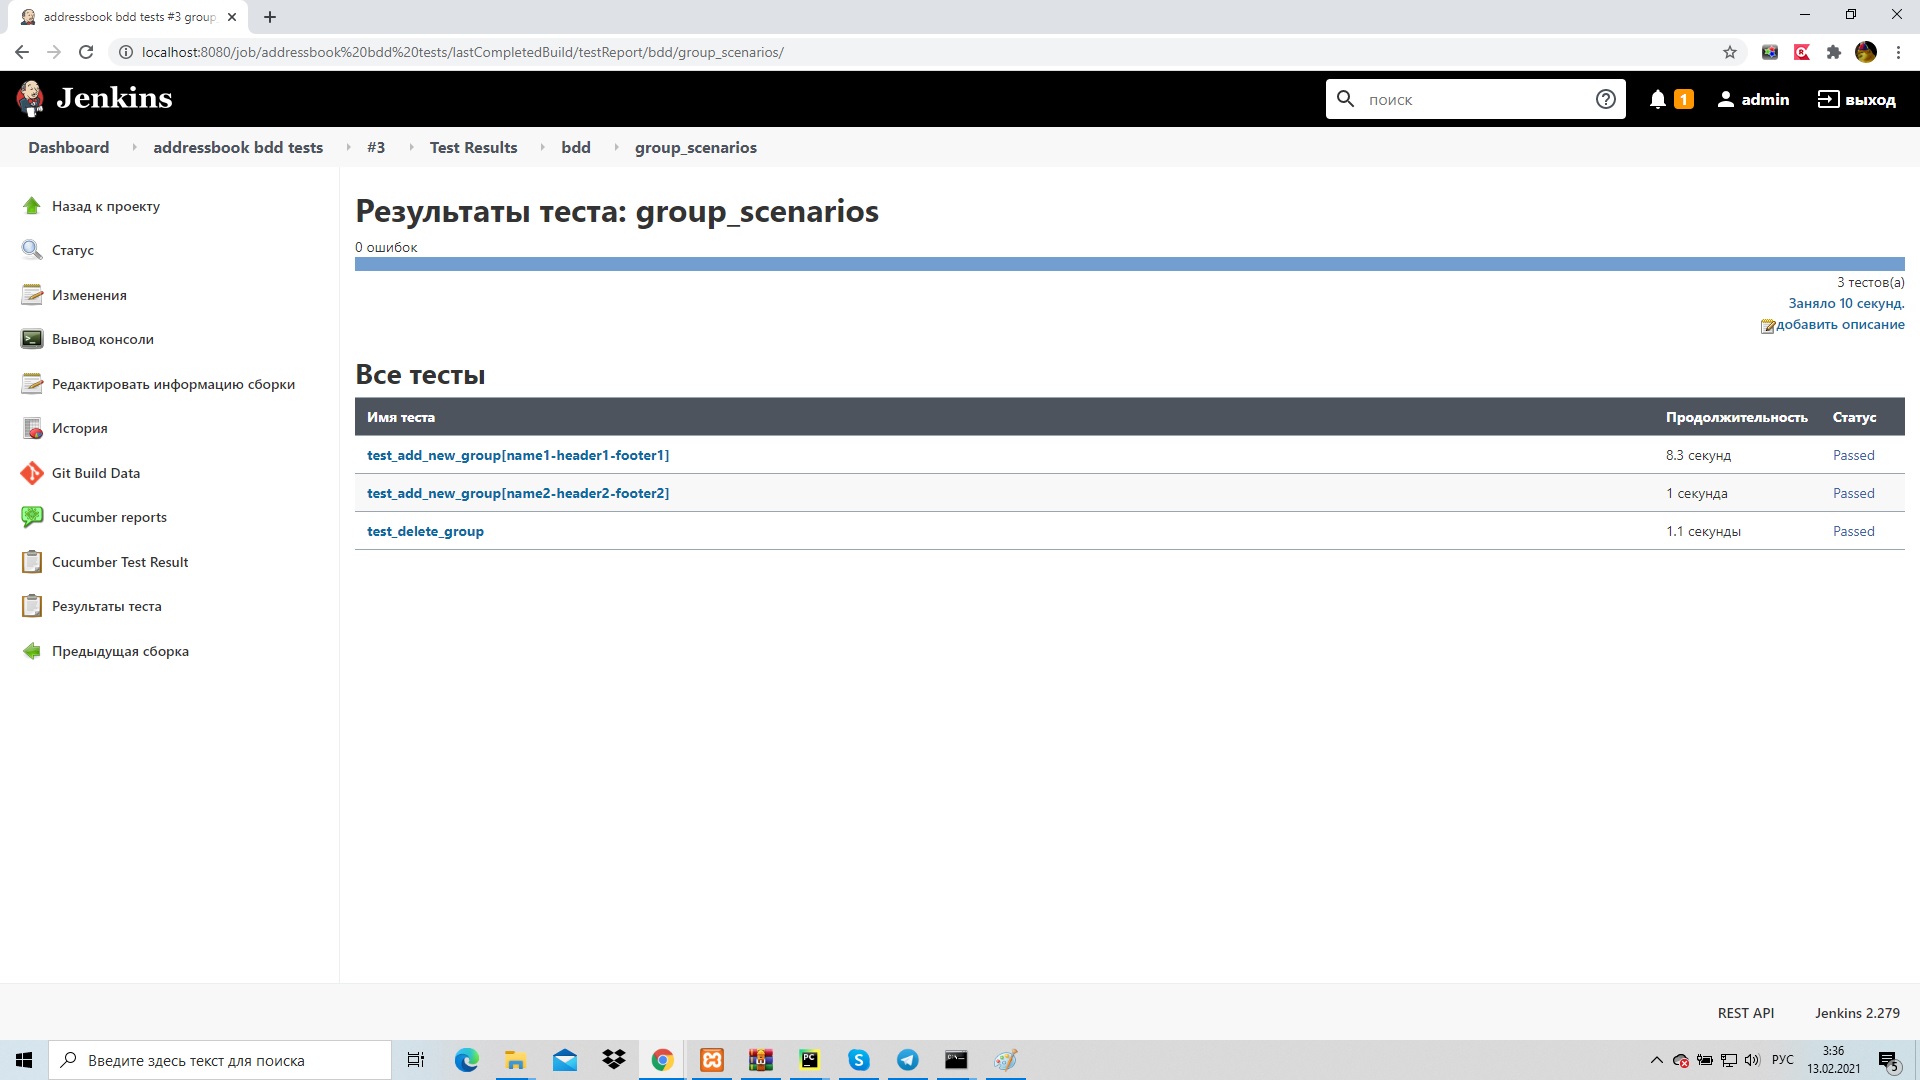 addressbook bdd tests #3 group
localhost:8080/job/addressbook%20bdd%20tests/lastCompletedBuild/testReport/bdd/group_scenarios/
Jenkins
поиск
1
admin
выход
Dashboard
addressbook bdd tests
#3
Test Results
bdd
group_scenarios
Назад к проекту
Статус
Изменения
Вывод консоли
Редактировать информацию сборки
История
Git Build Data
Cucumber reports
Cucumber Test Result
Результаты теста
Предыдущая сборка
Результаты теста: group_scenarios
0 ошибок
3 тестов(а)
Заняло 10 секунд.
добавить описание
Все тесты
Имя теста Продолжительность Статус
test_add_new_group[name1-header1-footer1] 8.3 секунд Passed
test_add_new_group[name2-header2-footer2] 1 секунда Passed
test_delete_group 1.1 секунды Passed
REST API
Jenkins 2.279
Введите здесь текст для поиска
PC
РУС
3:36
13.02.2021
5